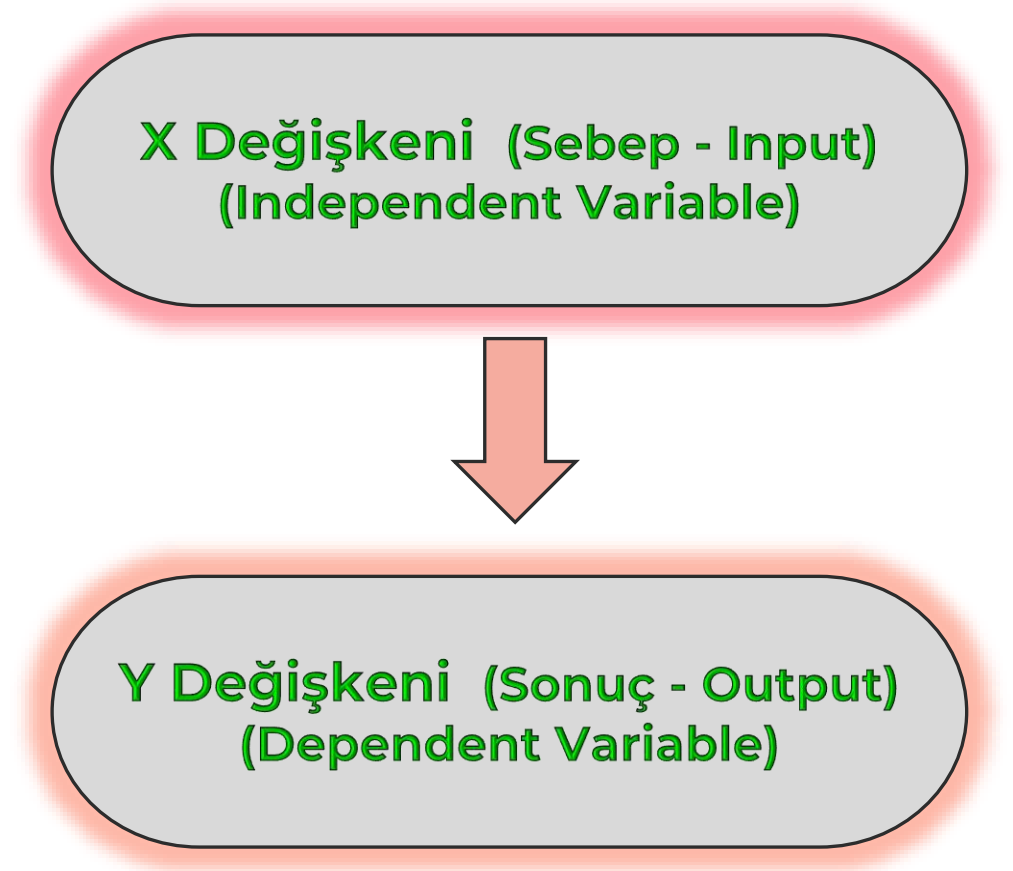 X Değişkeni (Sebep - Input)
(Independent Variable)
Y Değişkeni (Sonuç - Output)
(Dependent Variable)